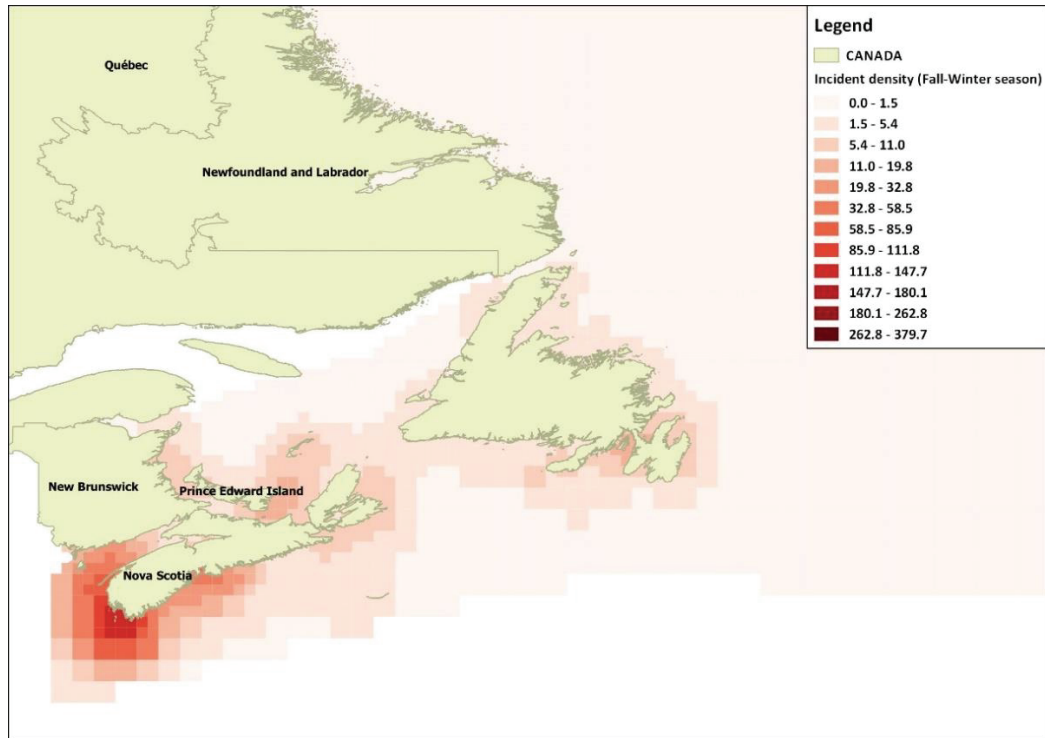 Legend
CANADA
Incident density (Fall-Winter season)
0.0 - 1.5
1.5 - 5.4
5.4 - 11.0
11.0 - 19.8
19.8 - 32.8
32.8 - 58.5
58.5 - 85.9
85.9 - 111.8
111.8 - 147.7
147.7 - 180.1
180.1 - 262.8
262.8 - 379.7
Québec
Newfoundland and Labrador
New Brunswick
Prince Edward Island
Nova Scotia